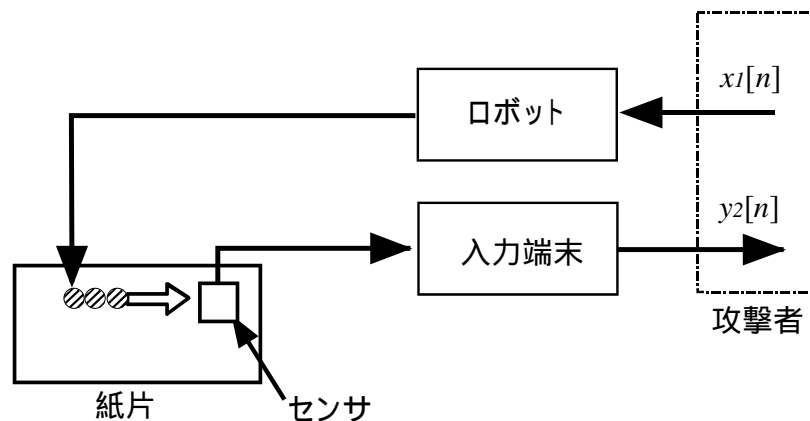 x1[n]
ロボット
y2[n]
入力端末
攻撃者
紙片
センサ